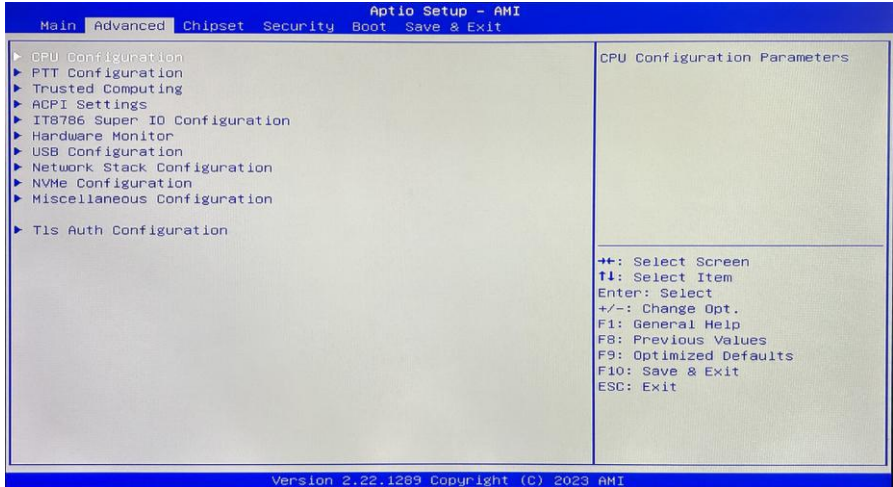 Aptio Setup - AMI
Main Advanced Chipset Security Boot Save & Exit
▶ CPU Configuration
▶ PTT Configuration
▶ Trusted Computing
▶ ACPI Settings
▶ IT8786 Super IO Configuration
▶ Hardware Monitor
▶ USB Configuration
▶ Network Stack Configuration
▶ NVMe Configuration
▶ Miscellaneous Configuration
▶ Tls Auth Configuration
CPU Configuration Parameters
→←: Select Screen
↑↓: Select Item
Enter: Select
+/-: Change Opt.
F1: General Help
F8: Previous Values
F9: Optimized Defaults
F10: Save & Exit
ESC: Exit
Version 2.22.1289 Copyright (C) 2023 AMI